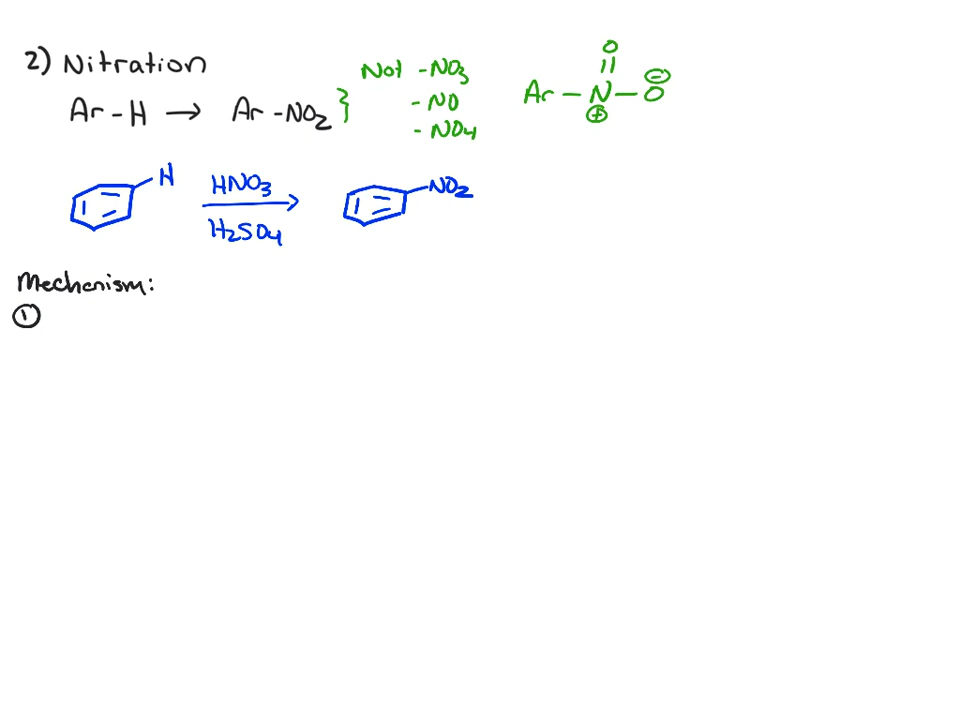 2) Nitration
Ar-H → Ar-NO2 } Not -NO3
-NO
-NO4
O
Ar-N-O
⊕ ⊖
H HNO3 NO2
H2SO4
Mechanism:
①